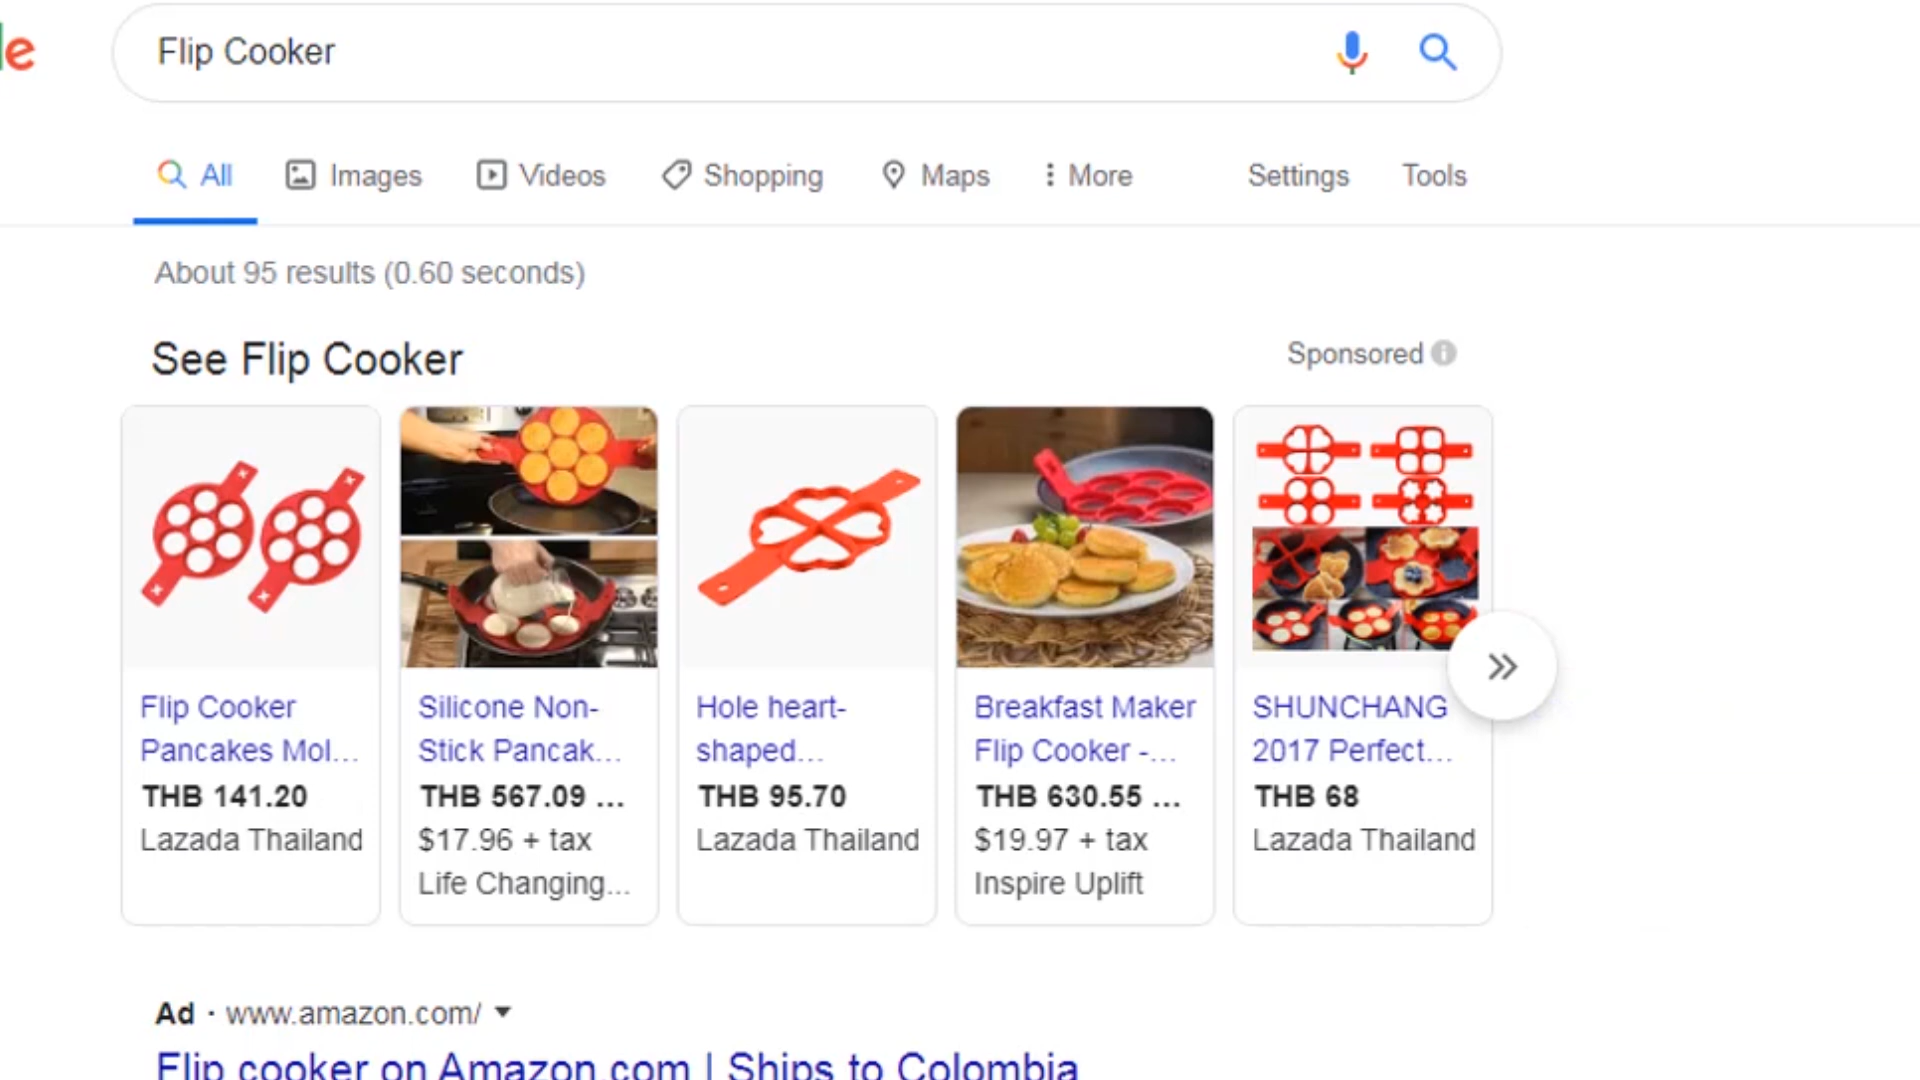 le
Flip Cooker
All Images Videos Shopping Maps More Settings Tools
About 95 results (0.60 seconds)
See Flip Cooker
Sponsored
Flip Cooker
Pancakes Mol...
THB 141.20
Lazada Thailand
Silicone Non-
Stick Pancak...
THB 567.09 ...
$17.96 + tax
Life Changing...
Hole heart-
shaped...
THB 95.70
Lazada Thailand
Breakfast Maker
Flip Cooker -...
THB 630.55 ...
$19.97 + tax
Inspire Uplift
SHUNCHANG
2017 Perfect...
THB 68
Lazada Thailand
Ad · www.amazon.com/
Flip cooker on Amazon.com | Ships to Colombia